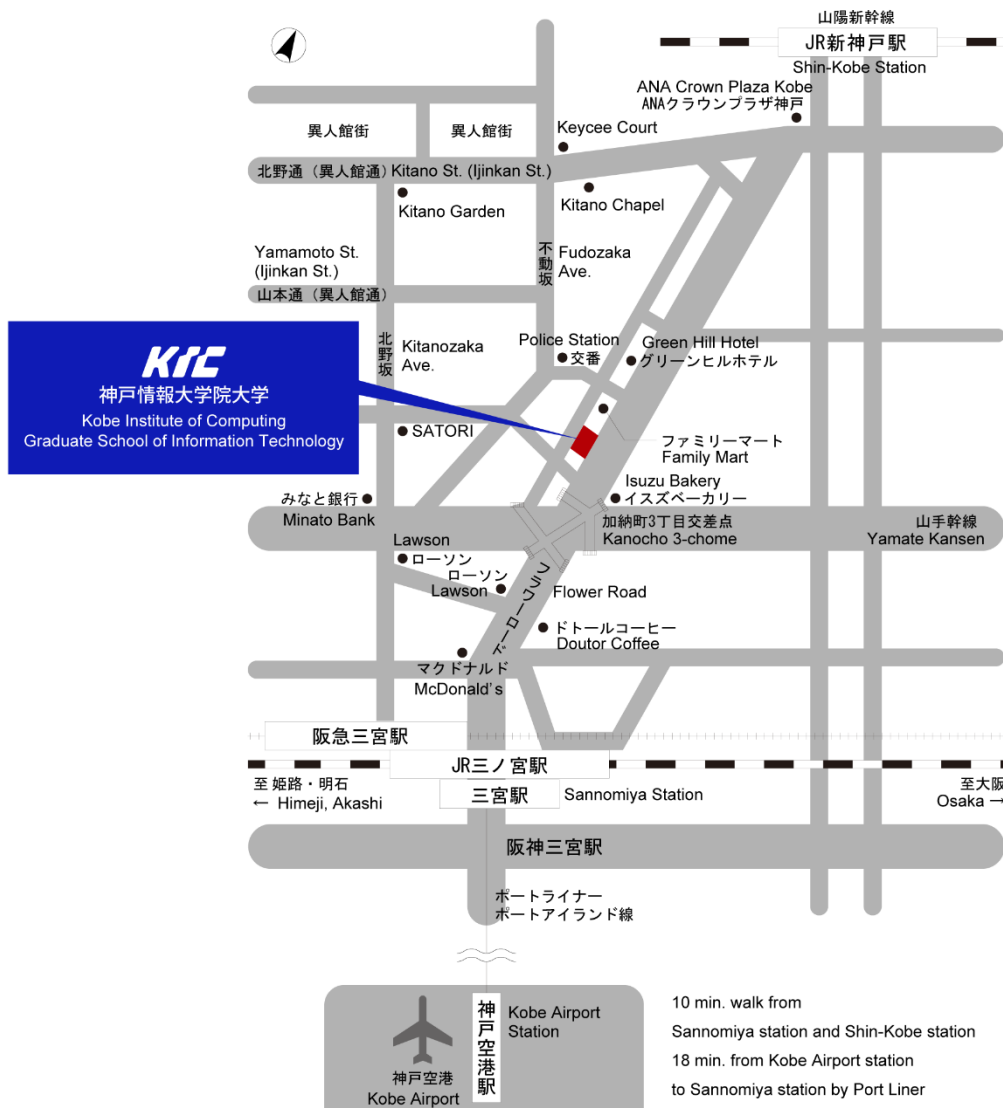 山陽新幹線
JR新神戸駅
Shin-Kobe Station
ANA Crown Plaza Kobe
ANAクラウンプラザ神戸
Keycee Court
異人館街
異人館街
北野通（異人館通）Kitano St. (Ijinkan St.)
Kitano Garden
Kitano Chapel
Yamamoto St.
(Ijinkan St.)
山本通（異人館通）
不動坂
Fudozaka
Ave.
北野坂
Kitanozaka
Ave.
Police Station
交番
Green Hill Hotel
グリーンヒルホテル
KIC
神戸情報大学院大学
Kobe Institute of Computing
Graduate School of Information Technology
SATORI
ファミリーマート
Family Mart
Isuzu Bakery
イスズベーカリー
みなと銀行
Minato Bank
加納町3丁目交差点
Kanocho 3-chome
山手幹線
Yamate Kansen
Lawson
ローソン
ローソン
Lawson
フラワーロード
Flower Road
ドトールコーヒー
Doutor Coffee
マクドナルド
McDonald's
阪急三宮駅
JR三ノ宮駅
三宮駅
Sannomiya Station
至 姫路・明石
← Himeji, Akashi
至大阪
Osaka →
阪神三宮駅
ポートライナー
ポートアイランド線
神戸空港駅
Kobe Airport
Station
神戸空港
Kobe Airport
10 min. walk from
Sannomiya station and Shin-Kobe station
18 min. from Kobe Airport station
to Sannomiya station by Port Liner